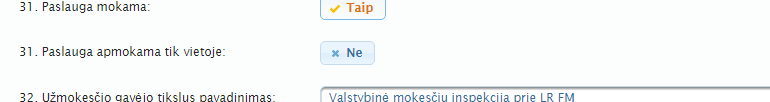 31. Paslauga mokama: Taip
31. Paslauga apmokama tik vietoje: Ne
32. Užmokesčio gavėjo tikslus pavadinimas: Valstybinė mokesčių inspekcija prie LR FM